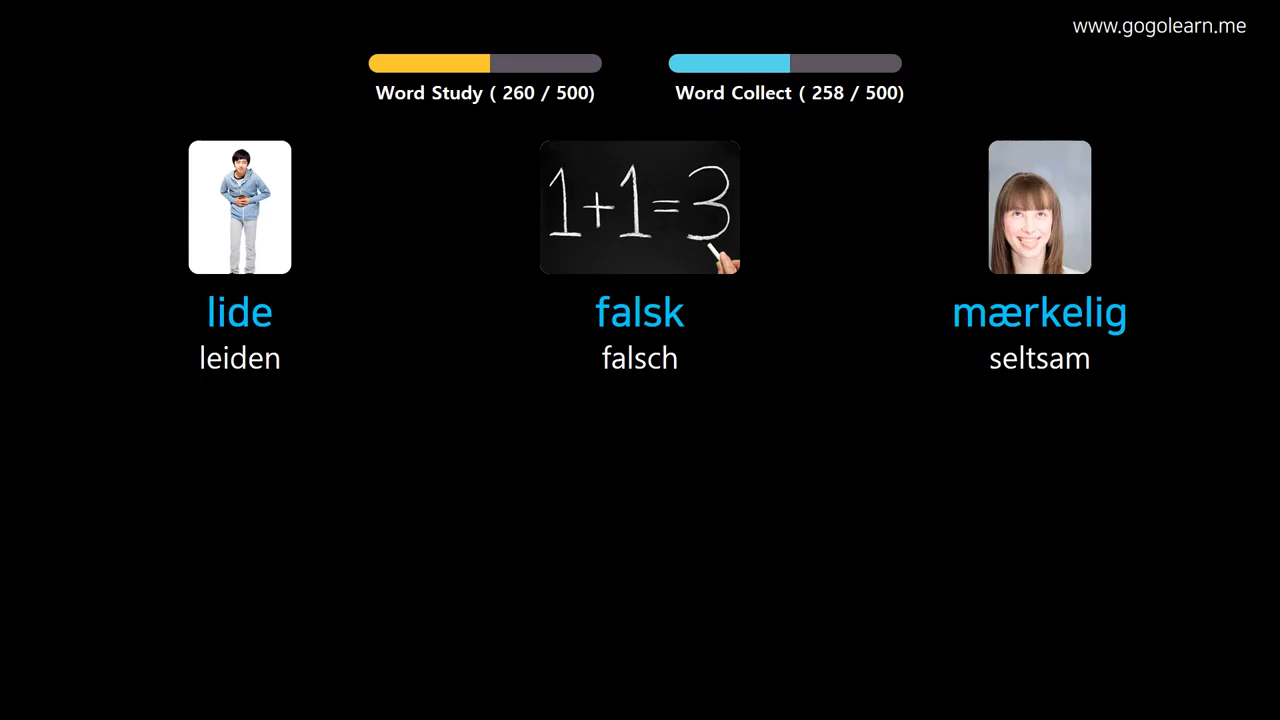 www.gogolearn.me
Word Study ( 260 / 500)
Word Collect ( 258 / 500)
1+1=3
lide
falsk
mærkelig
leiden
falsch
seltsam